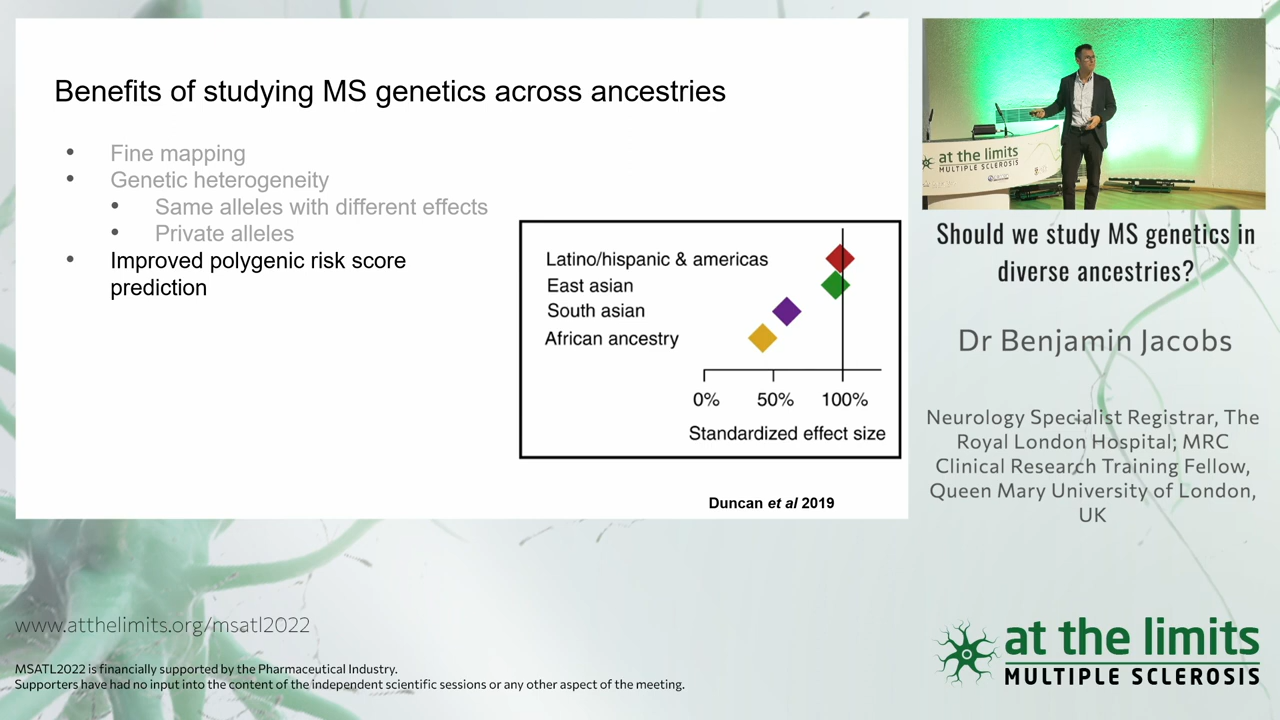 Benefits of studying MS genetics across ancestries
• Fine mapping
• Genetic heterogeneity
• Same alleles with different effects
• Private alleles
• Improved polygenic risk score
prediction
Latino/hispanic & americas
East asian
South asian
African ancestry
0% 50% 100%
Standardized effect size
Duncan et al 2019
at the limits
MULTIPLE SCLEROSIS
Should we study MS genetics in
diverse ancestries?
Dr Benjamin Jacobs
Neurology Specialist Registrar, The
Royal London Hospital; MRC
Clinical Research Training Fellow,
Queen Mary University of London,
UK
www.atthelimits.org/msatl2022
MSATL2022 is financially supported by the Pharmaceutical Industry.
Supporters have had no input into the content of the independent scientific sessions or any other aspect of the meeting.
at the limits
MULTIPLE SCLEROSIS